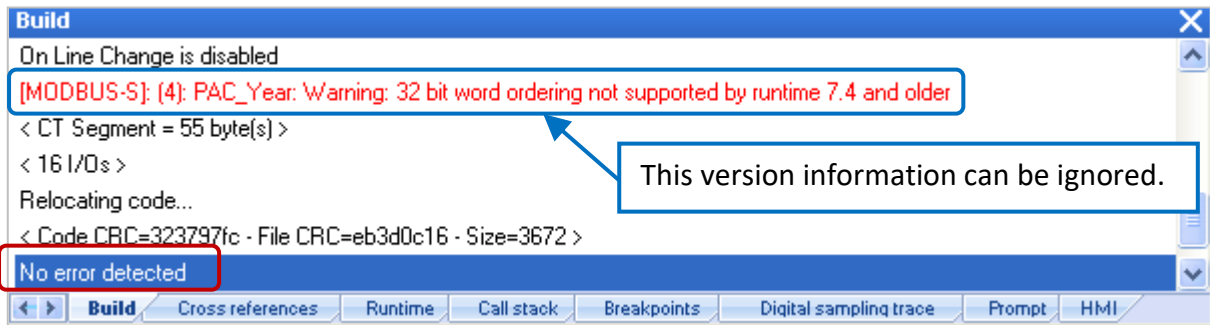 Build
On Line Change is disabled
[MODBUS-S]: (4): PAC_Year: Warning: 32 bit word ordering not supported by runtime 7.4 and older
< CT Segment = 55 byte(s) >
< 16 I/Os >
This version information can be ignored.
Relocating code...
< Code CRC=323797fc - File CRC=eb3d0c16 - Size=3672 >
No error detected
Build Cross references Runtime Call stack Breakpoints Digital sampling trace Prompt HMI